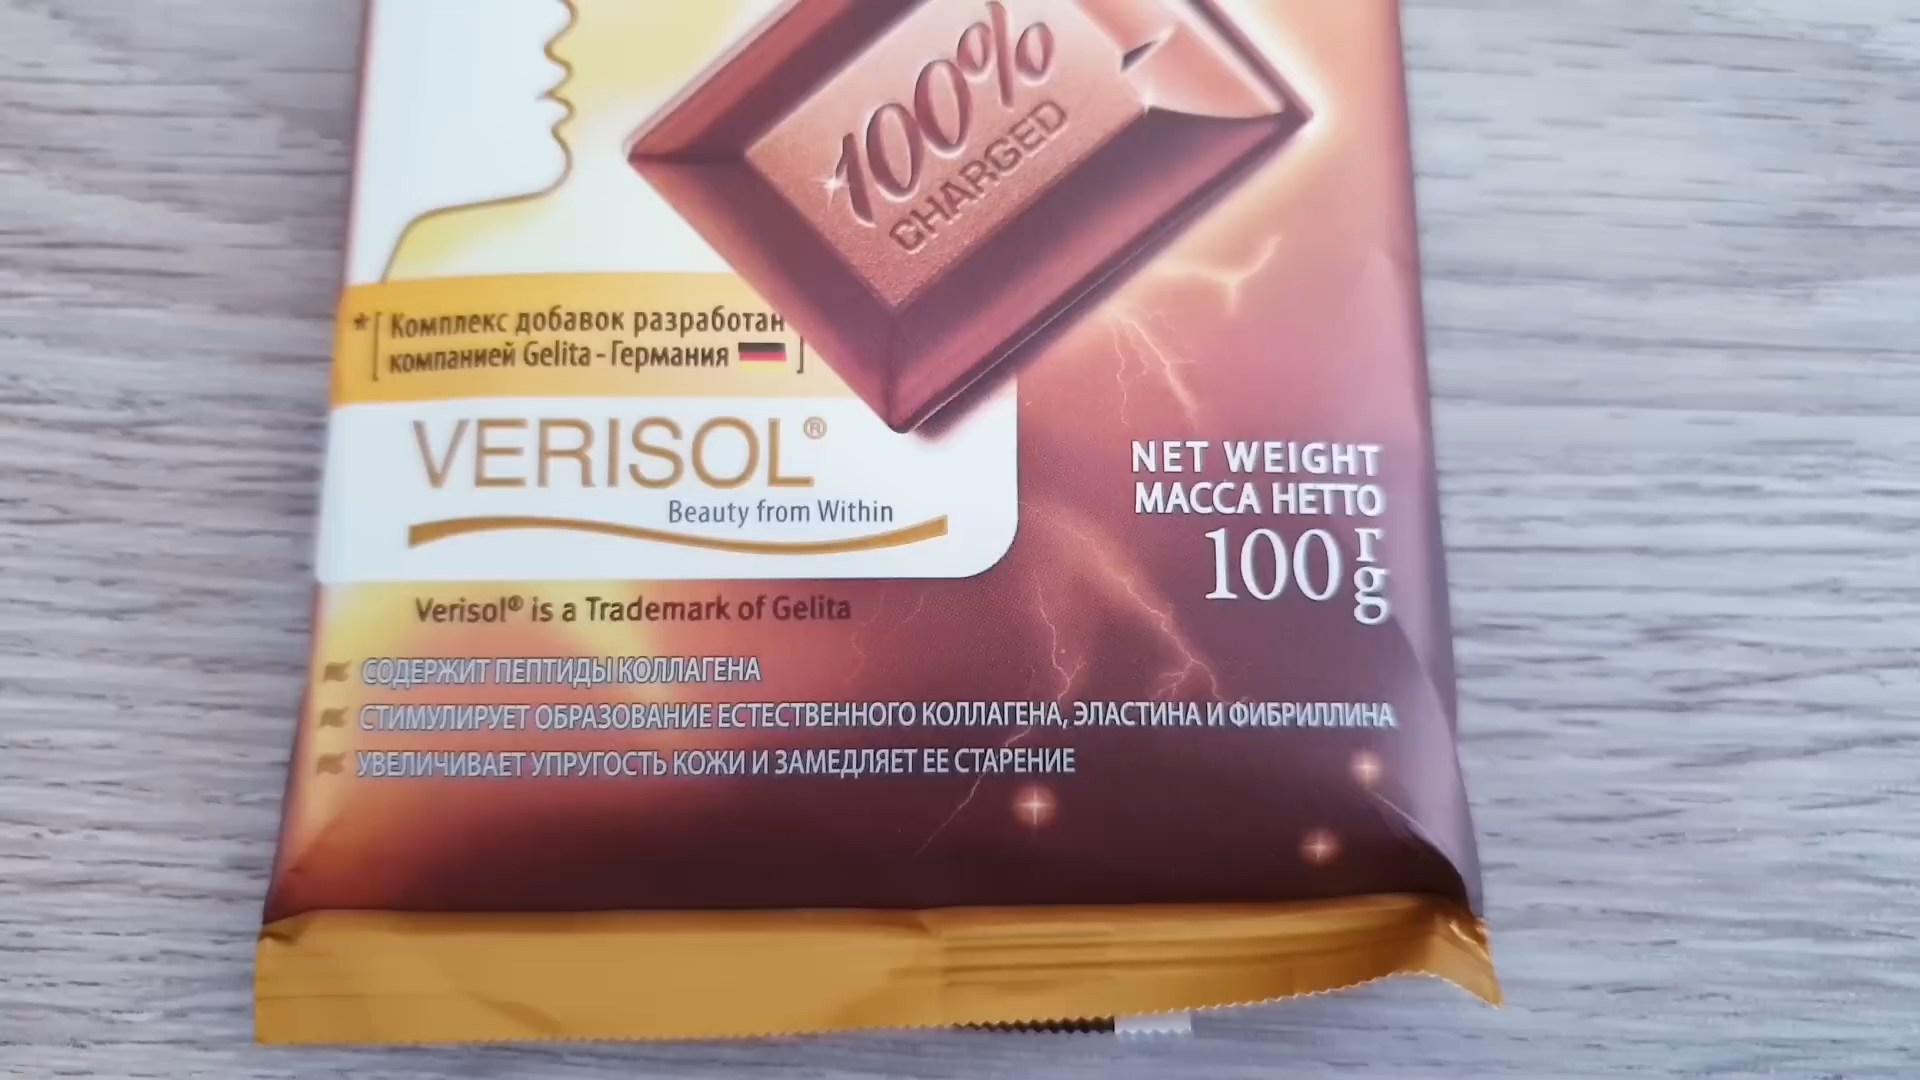 100%
CHARGED
* Комплекс добавок разработан
компанией Gelita - Германия
VERISOL®
Beauty from Within
Verisol® is a Trademark of Gelita
NET WEIGHT
МАССА НЕТТО
100 г
g
СОДЕРЖИТ ПЕПТИДЫ КОЛЛАГЕНА
СТИМУЛИРУЕТ ОБРАЗОВАНИЕ ЕСТЕСТВЕННОГО КОЛЛАГЕНА, ЭЛАСТИНА И ФИБРИЛЛИНА
УВЕЛИЧИВАЕТ УПРУГОСТЬ КОЖИ И ЗАМЕДЛЯЕТ ЕЕ СТАРЕНИЕ